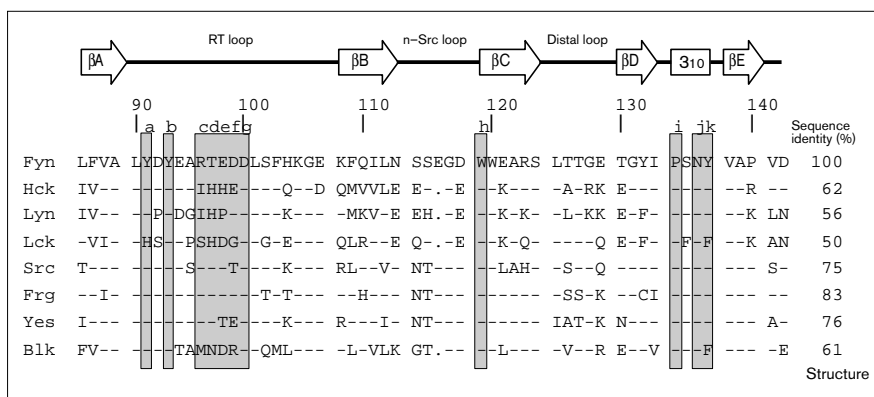 RT loop n-Src loop Distal loop
βA βB βC βD 3₁₀ βE
90 100 110 120 130 140
a b cdefg h i jk Sequence identity (%)
Fyn LFVA LYDYEARTEDDLSFHKGE KFQILN SSEGD WWEARS LTTGE TGYI PSNY VAP VD 100
Hck IV-- ------IHHE---Q--D QMVVLE E-.-E --K--- -A-RK E--- ---- --R -- 62
Lyn IV-- --P-DGIHP----K--- --MKV-E EH.-E --K-K- -L-KK E-F- ---- --K LN 56
Lck -VI- HS--PSHDG-G-E--- QLR--E Q--.-E --K-Q- ----Q E-F- -F-F --K AN 50
Src T--- -----S--T---K--- RL--V- NT--- --LAH- -S--Q ---- ---- --- S- 75
Frg --I- -----------T-T--- ---H-- NT--- ------ -SS-K --CI ---- --- -- 83
Yes I--- -------TE---K--- R---I- NT--- ------ IAT-K N--- ---- --- A- 76
Blk FV-- ----TAMNDR-QML--- -L-VLK GT.-- --L--- -V--R E--V ---F --- -E 61
Structure